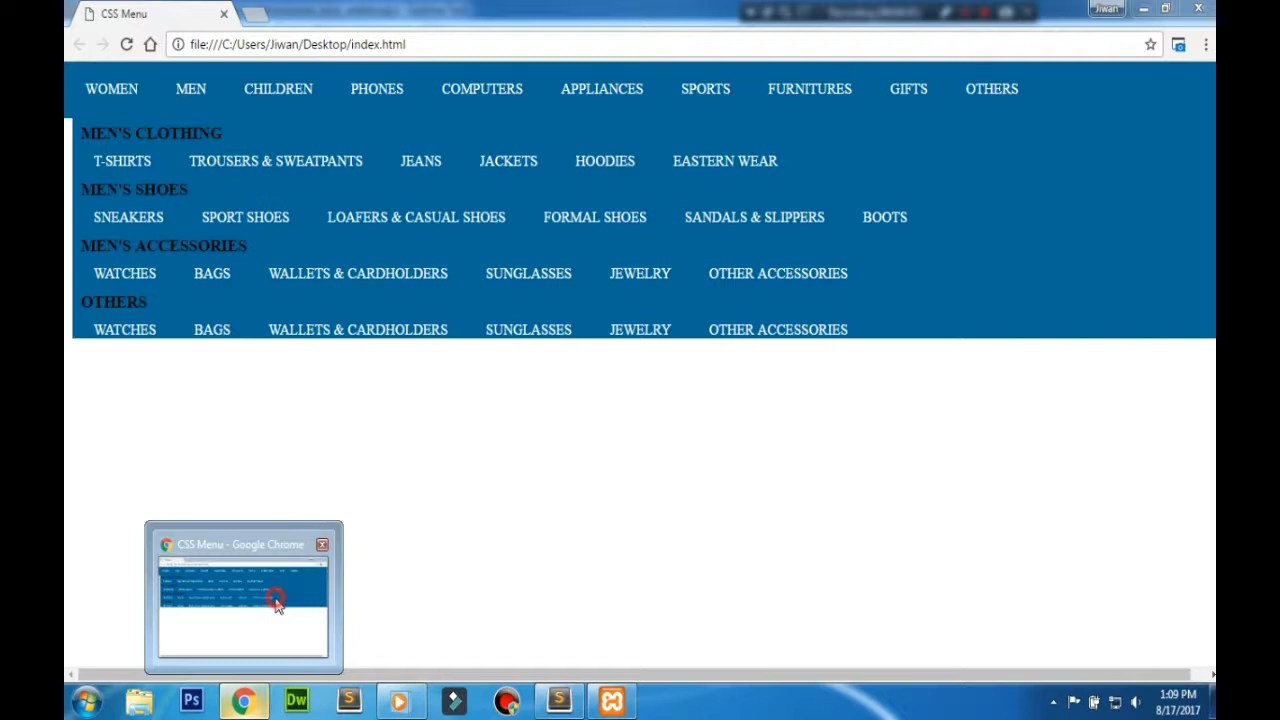 CSS Menu
Jiwan
file:///C:/Users/Jiwan/Desktop/index.html
WOMEN MEN CHILDREN PHONES COMPUTERS APPLIANCES SPORTS FURNITURES GIFTS OTHERS
MEN'S CLOTHING
T-SHIRTS TROUSERS & SWEATPANTS JEANS JACKETS HOODIES EASTERN WEAR
MEN'S SHOES
SNEAKERS SPORT SHOES LOAFERS & CASUAL SHOES FORMAL SHOES SANDALS & SLIPPERS BOOTS
MEN'S ACCESSORIES
WATCHES BAGS WALLETS & CARDHOLDERS SUNGLASSES JEWELRY OTHER ACCESSORIES
OTHERS
WATCHES BAGS WALLETS & CARDHOLDERS SUNGLASSES JEWELRY OTHER ACCESSORIES
CSS Menu - Google Chrome
Ps
Dw
S
S
1:09 PM
8/17/2017